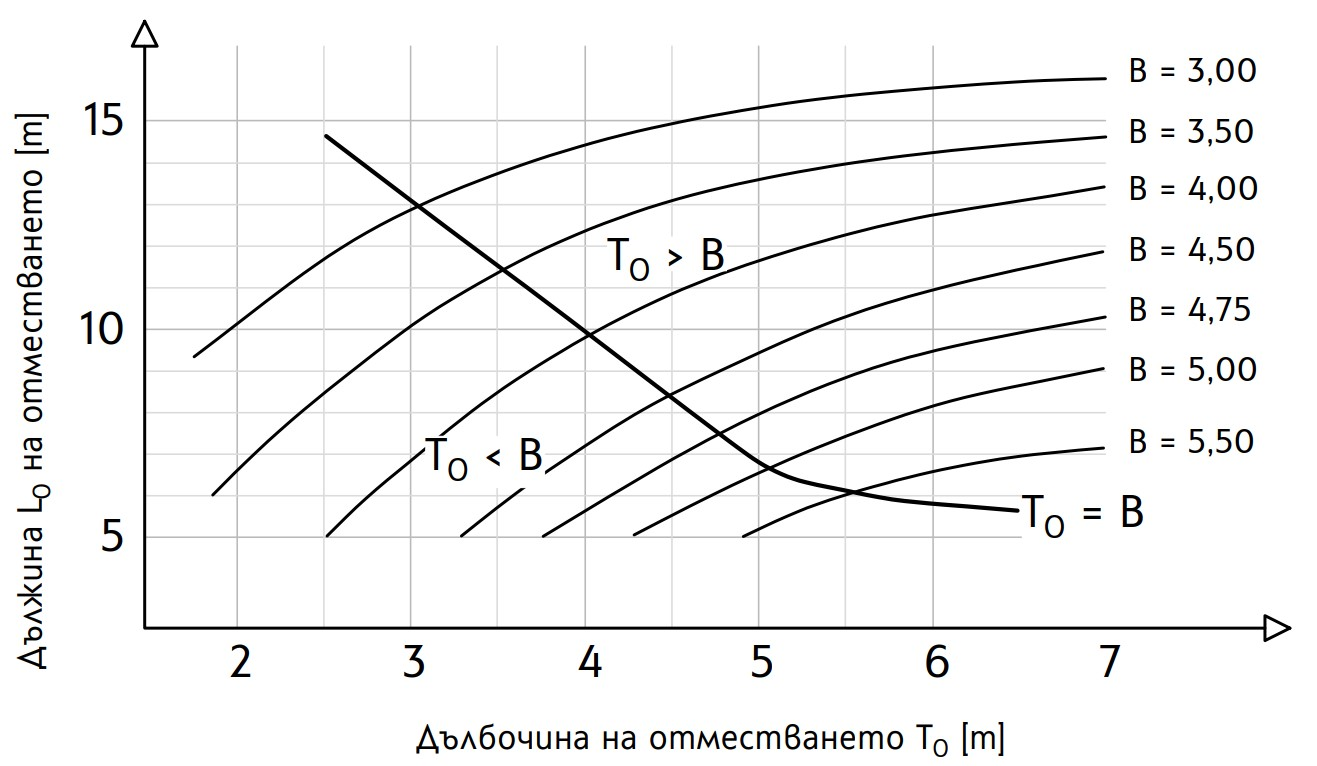 Дължина L₀ на отместването [m]
15
10
5
B = 3,00
B = 3,50
B = 4,00
B = 4,50
B = 4,75
B = 5,00
B = 5,50
T₀ > B
T₀ < B
T₀ = B
2 3 4 5 6 7
Дълбочина на отместването T₀ [m]